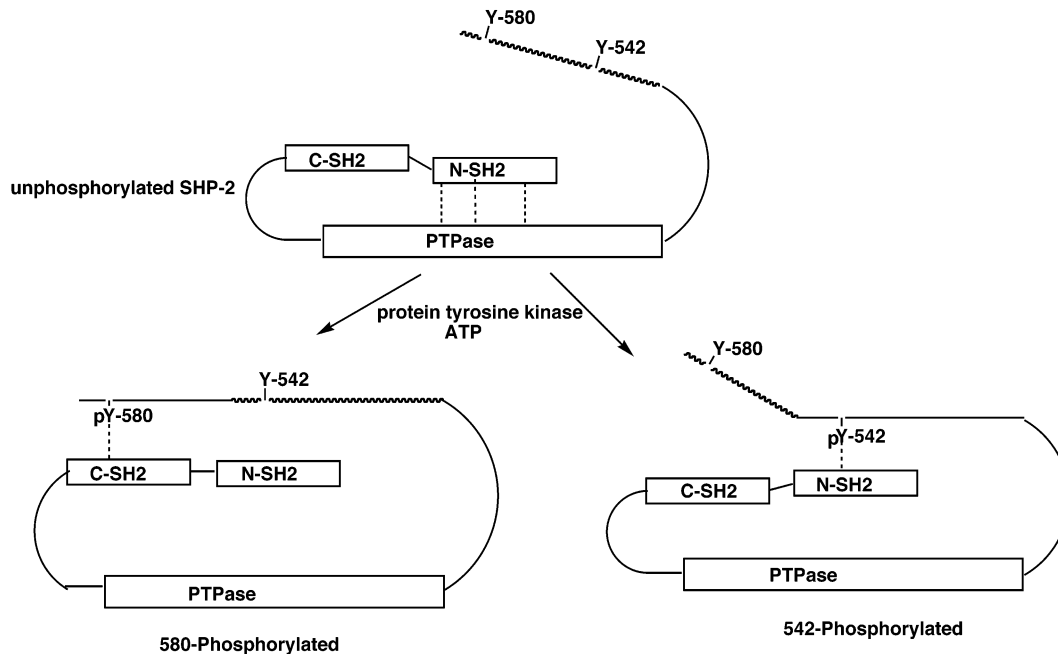 Y-580
Y-542
C-SH2
N-SH2
unphosphorylated SHP-2
PTPase
protein tyrosine kinase
ATP
Y-580
Y-542
pY-580
pY-542
C-SH2
N-SH2
C-SH2
N-SH2
PTPase
PTPase
580-Phosphorylated
542-Phosphorylated